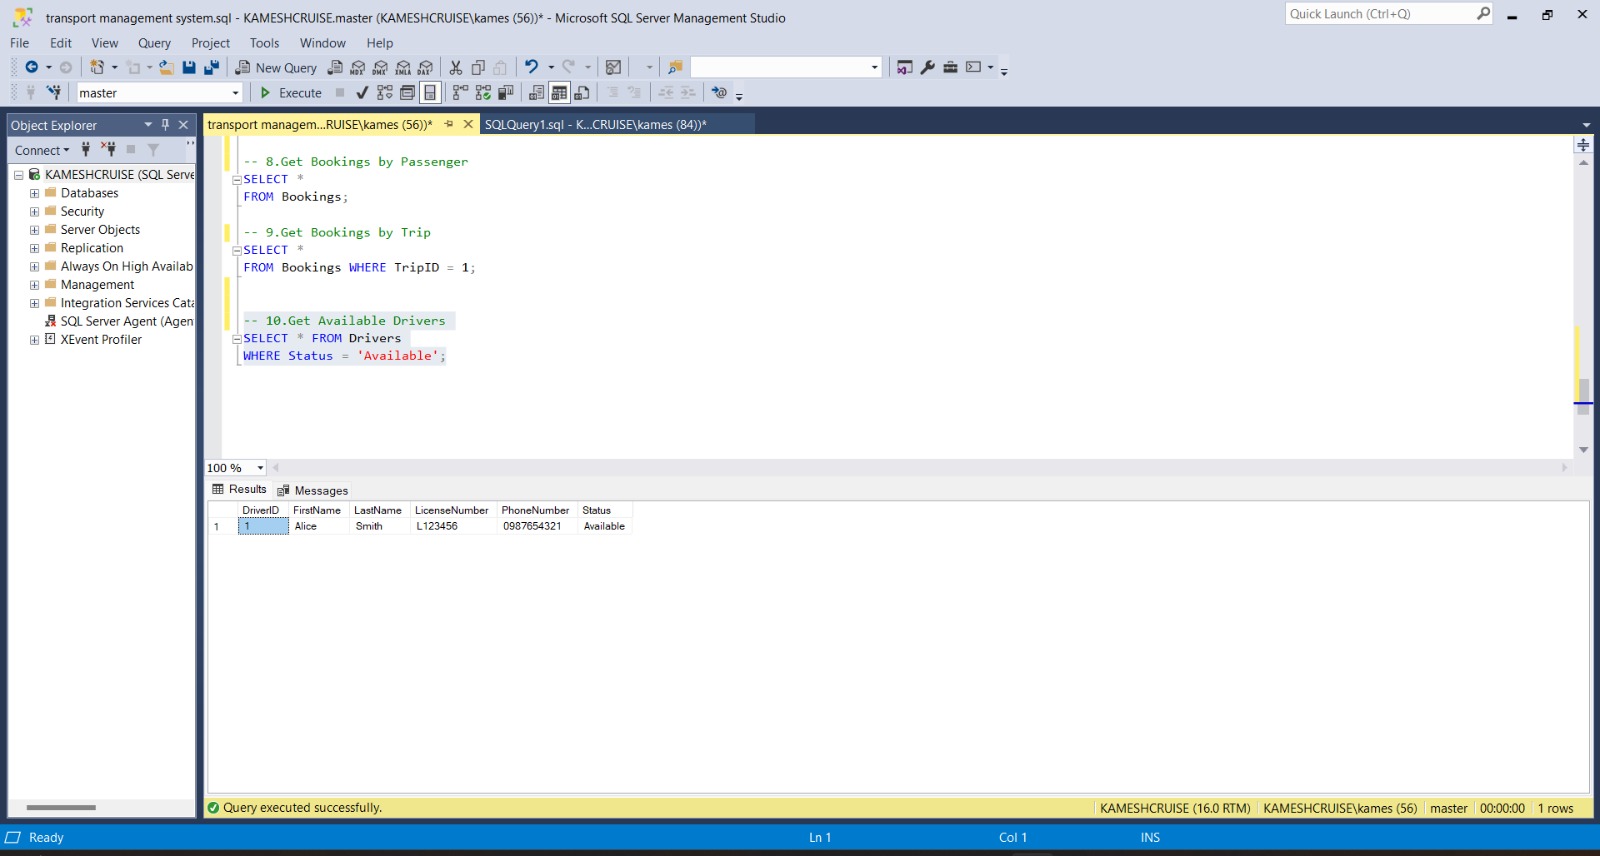 transport management system.sql - KAMESHCRUISE.master (KAMESHCRUISE\kames (56))* - Microsoft SQL Server Management Studio
Quick Launch (Ctrl+Q)
File Edit View Query Project Tools Window Help
New Query MDX DMX XMLA DAX
master Execute
Object Explorer
transport managem...RUISE\kames (56))* SQLQuery1.sql - K...CRUISE\kames (84))*
Connect
KAMESHCRUISE (SQL Serve
Databases
Security
Server Objects
Replication
Always On High Availab
Management
Integration Services Cata
SQL Server Agent (Agen
XEvent Profiler
-- 8.Get Bookings by Passenger
SELECT *
FROM Bookings;
-- 9.Get Bookings by Trip
SELECT *
FROM Bookings WHERE TripID = 1;
-- 10.Get Available Drivers
SELECT * FROM Drivers
WHERE Status = 'Available';
100 %
Results Messages
DriverID FirstName LastName LicenseNumber PhoneNumber Status
1 1 Alice Smith L123456 0987654321 Available
Query executed successfully. KAMESHCRUISE (16.0 RTM) KAMESHCRUISE\kames (56) master 00:00:00 1 rows
Ready Ln 1 Col 1 INS